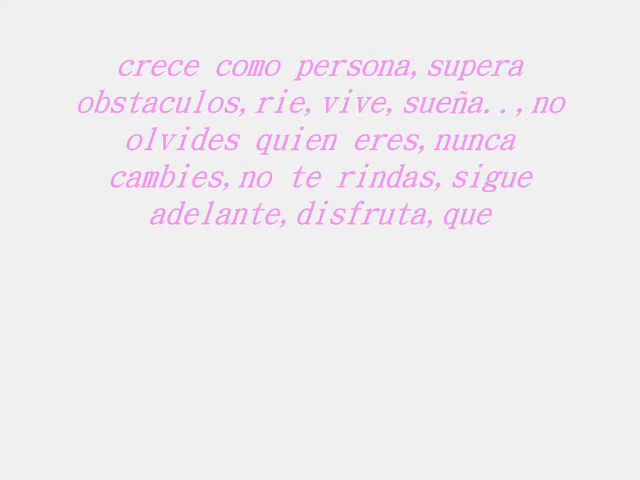 crece como persona,supera
obstaculos,rie,vive,sueña..,no
olvides quien eres,nunca
cambies,no te rindas,sigue
adelante,disfruta,que